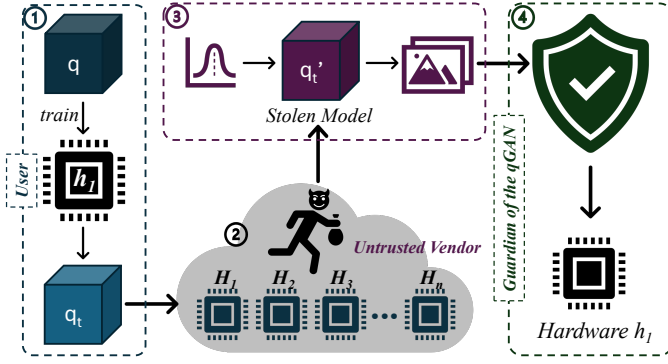 1
q
train
h1
User
qt
2
Untrusted Vendor
H1 H2 H3 ••• Hn
3
qt’
Stolen Model
4
Guardian of the qGAN
Hardware h1